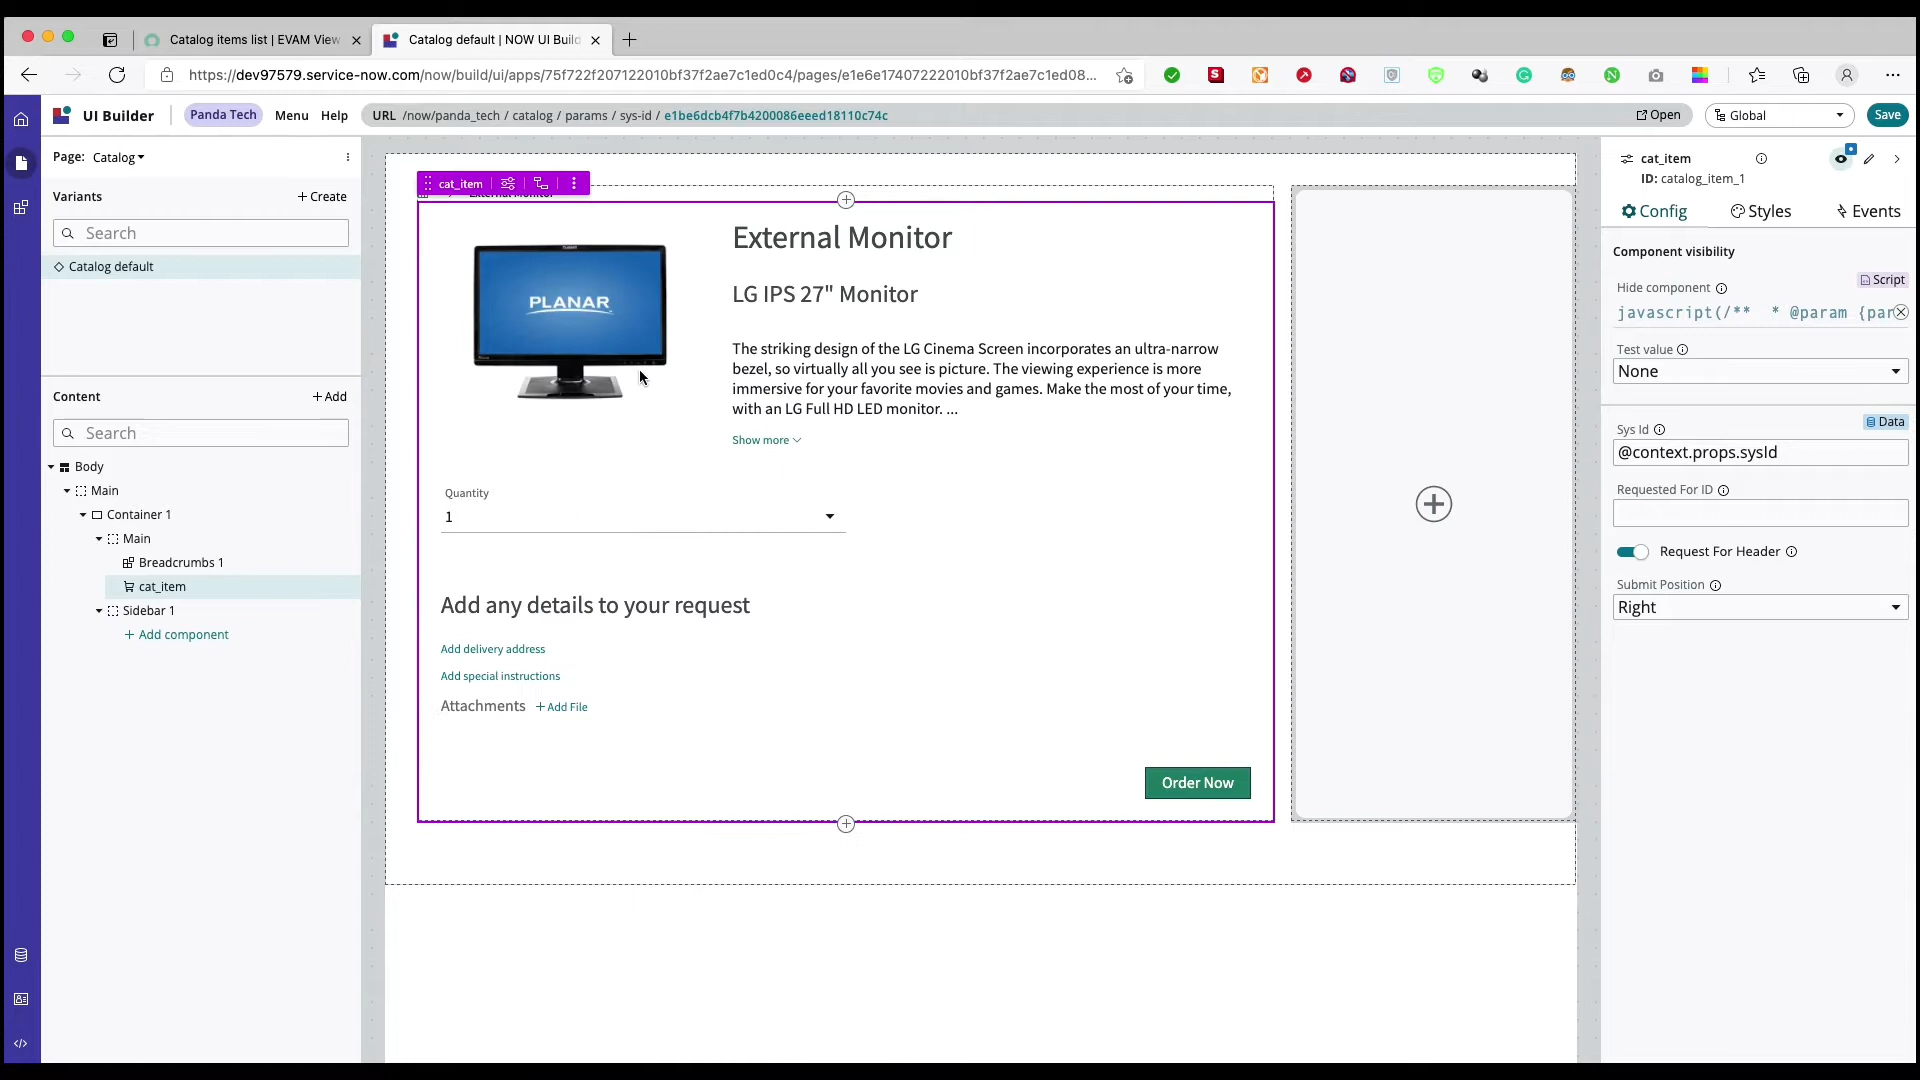 Catalog items list | EVAM View
Catalog default | NOW UI Build
https://dev97579.service-now.com/now/build/ui/apps/75f722f207122010bf37f2ae7c1ed0c4/pages/e1e6e17407222010bf37f2ae7c1ed08...
UI Builder
Panda Tech
Menu
Help
URL /now/panda_tech / catalog / params / sys-id / e1be6dcb4f7b4200086eeed18110c74c
Open
Global
Save
Page: Catalog
Variants
+ Create
Search
Catalog default
Content
+ Add
Search
Body
Main
Container 1
Main
Breadcrumbs 1
cat_item
Sidebar 1
+ Add component
cat_item
External Monitor
PLANAR
External Monitor
LG IPS 27" Monitor
The striking design of the LG Cinema Screen incorporates an ultra-narrow
bezel, so virtually all you see is picture. The viewing experience is more
immersive for your favorite movies and games. Make the most of your time,
with an LG Full HD LED monitor. ...
Show more
Quantity
1
Add any details to your request
Add delivery address
Add special instructions
Attachments + Add File
Order Now
cat_item
ID: catalog_item_1
Config
Styles
Events
Component visibility
Script
Hide component
javascript(/** * @param {par
Test value
None
Data
Sys Id
@context.props.sysId
Requested For ID
Request For Header
Submit Position
Right